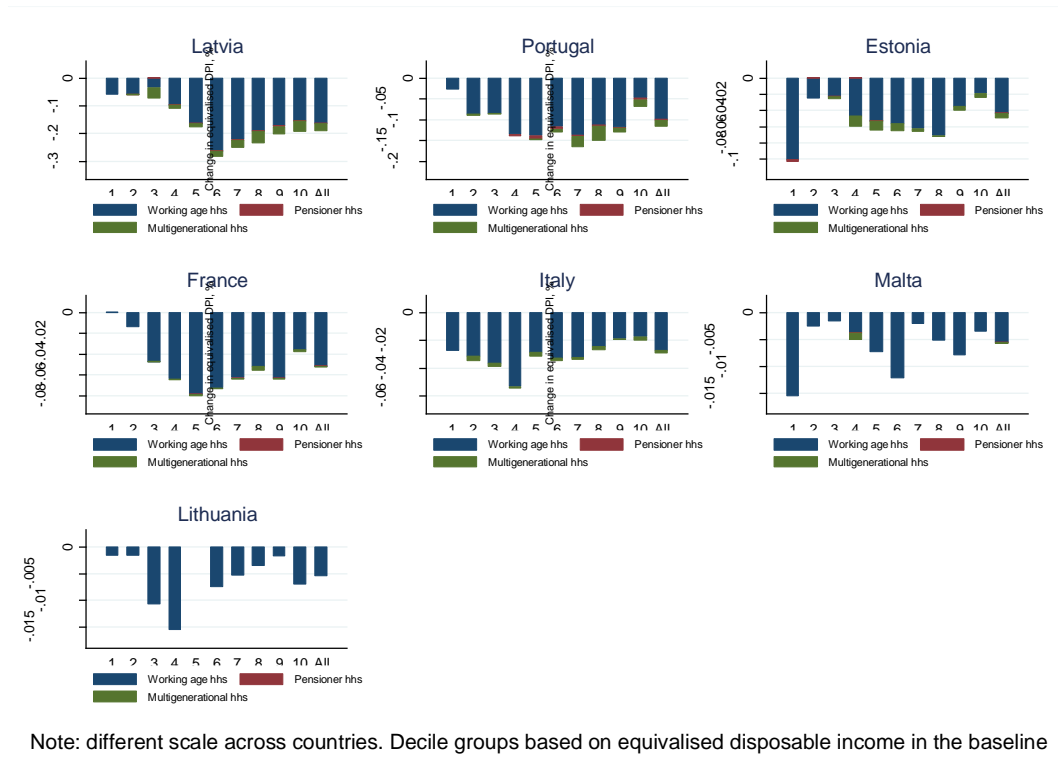 Latvia
Change in equivalised DPI, %
0
-.1
-.2
-.3
1 2 3 4 5 6 7 8 9 10 All
Working age hhs
Pensioner hhs
Multigenerational hhs
Portugal
Change in equivalised DPI, %
0
-.05
-.1
-.15
-.2
1 2 3 4 5 6 7 8 9 10 All
Working age hhs
Pensioner hhs
Multigenerational hhs
Estonia
0
-.02
-.04
-.06
-.08
-.1
1 2 3 4 5 6 7 8 9 10 All
Working age hhs
Pensioner hhs
Multigenerational hhs
France
Change in equivalised DPI, %
0
-.02
-.04
-.06
-.08
1 2 3 4 5 6 7 8 9 10 All
Working age hhs
Pensioner hhs
Multigenerational hhs
Italy
Change in equivalised DPI, %
0
-.02
-.04
-.06
1 2 3 4 5 6 7 8 9 10 All
Working age hhs
Pensioner hhs
Multigenerational hhs
Malta
0
-.005
-.01
-.015
1 2 3 4 5 6 7 8 9 10 All
Working age hhs
Pensioner hhs
Multigenerational hhs
Lithuania
0
-.005
-.01
-.015
1 2 3 4 5 6 7 8 9 10 All
Working age hhs
Pensioner hhs
Multigenerational hhs
Note: different scale across countries. Decile groups based on equivalised disposable income in the baseline